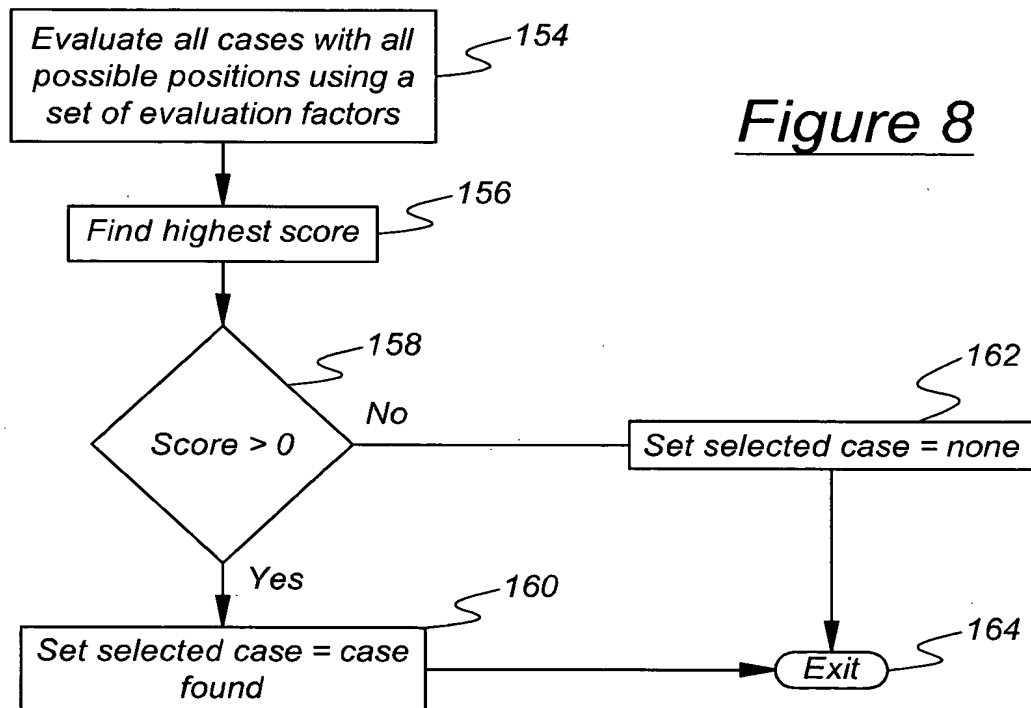 Evaluate all cases with all
possible positions using a
set of evaluation factors
154
Figure 8
156
Find highest score
158
162
No
Score > 0
Set selected case = none
Yes
160
Set selected case = case
found
164
Exit